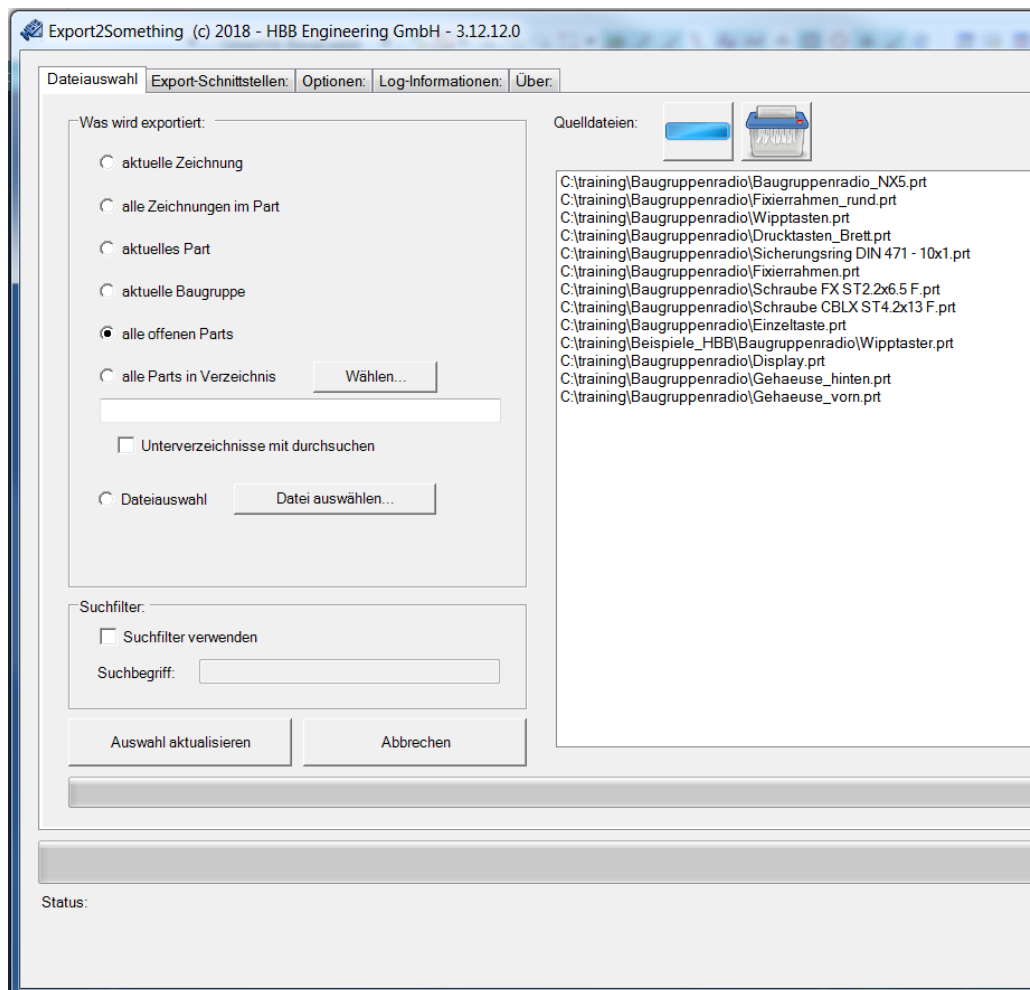 Export2Something (c) 2018 - HBB Engineering GmbH - 3.12.12.0
Dateiauswahl Export-Schnittstellen: Optionen: Log-Informationen: Über:
Was wird exportiert:
aktuelle Zeichnung
alle Zeichnungen im Part
aktuelles Part
aktuelle Baugruppe
alle offenen Parts
alle Parts in Verzeichnis Wählen...
Unterverzeichnisse mit durchsuchen
Dateiauswahl Datei auswählen...
Suchfilter:
Suchfilter verwenden
Suchbegriff:
Auswahl aktualisieren Abbrechen
Quelldateien:
C:\training\Baugruppenradio\Baugruppenradio_NX5.prt
C:\training\Baugruppenradio\Fixierrahmen_rund.prt
C:\training\Baugruppenradio\Wipptasten.prt
C:\training\Baugruppenradio\Drucktasten_Brett.prt
C:\training\Baugruppenradio\Sicherungsring DIN 471 - 10x1.prt
C:\training\Baugruppenradio\Fixierrahmen.prt
C:\training\Baugruppenradio\Schraube FX ST2.2x6.5 F.prt
C:\training\Baugruppenradio\Schraube CBLX ST4.2x13 F.prt
C:\training\Baugruppenradio\Einzeltaste.prt
C:\training\Beispiele_HBB\Baugruppenradio\Wipptaster.prt
C:\training\Baugruppenradio\Display.prt
C:\training\Baugruppenradio\Gehaeuse_hinten.prt
C:\training\Baugruppenradio\Gehaeuse_vorn.prt
Status: